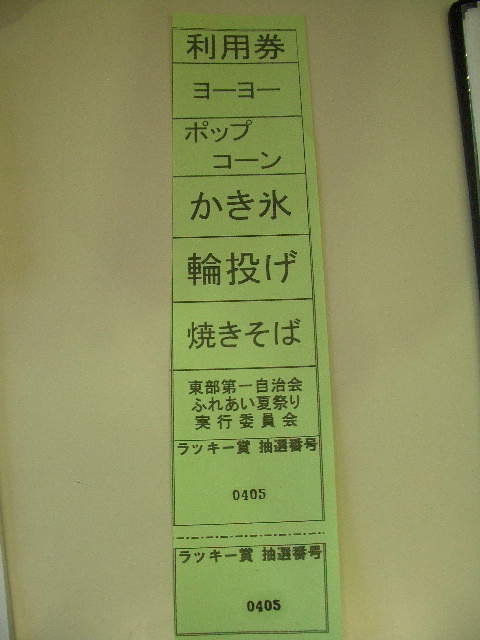 利用券
ヨーヨー
ポップ
コーン
かき氷
輪投げ
焼きそば
東部第一自治会
ふれあい夏祭り
実行委員会
ラッキー賞 抽選番号
0405
ラッキー賞 抽選番号
0405